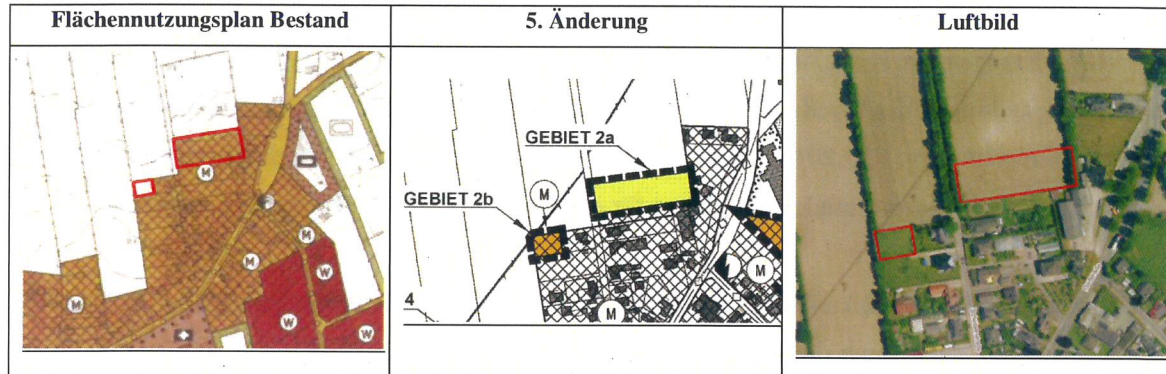 Flächennutzungsplan Bestand
5. Änderung
Luftbild
M
M
M
M
W
W
W
GEBIET 2a
GEBIET 2b
M
M
M
4